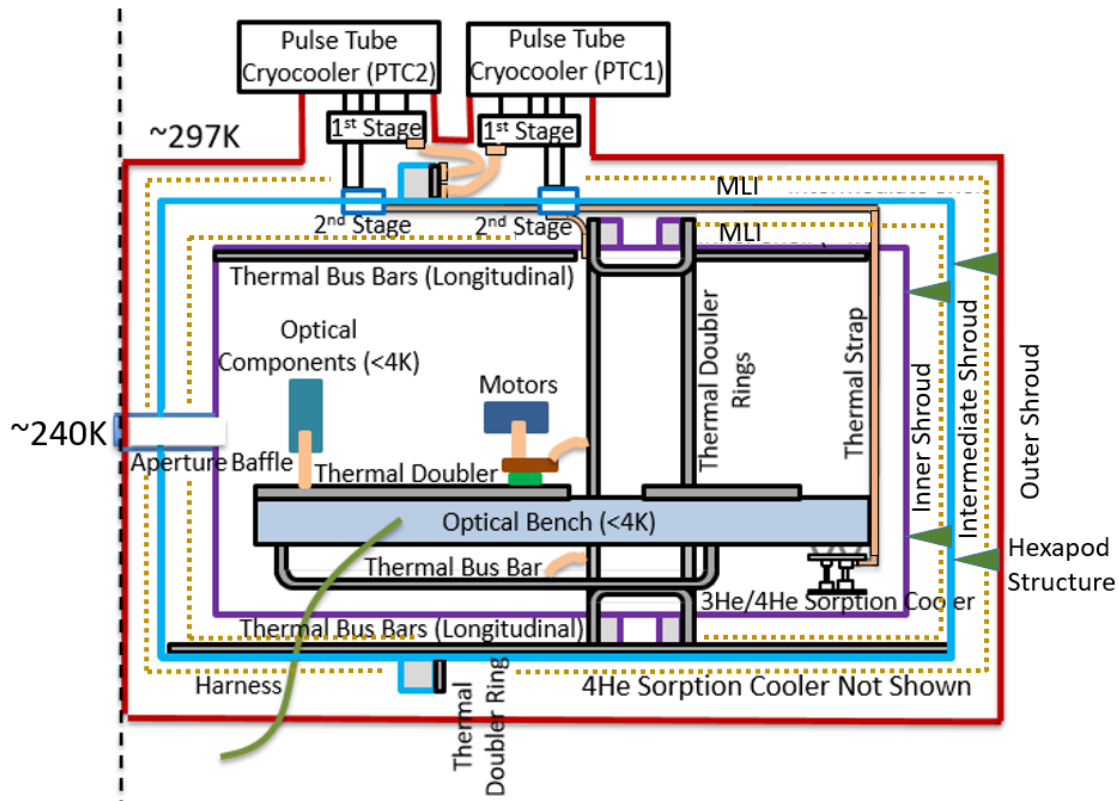 Pulse Tube
Cryocooler (PTC2)
Pulse Tube
Cryocooler (PTC1)
1st Stage
1st Stage
~297K
MLI
2nd Stage
2nd Stage
MLI
Thermal Bus Bars (Longitudinal)
Optical
Components (<4K)
Motors
Thermal Doubler
Rings
Thermal Strap
Inner Shroud
Intermediate Shroud
Outer Shroud
~240K
Aperture Baffle
Thermal Doubler
Optical Bench (<4K)
Thermal Bus Bar
Hexapod
Structure
3He/4He Sorption Cooler
Thermal Bus Bars (Longitudinal)
Harness
Thermal
Doubler Ring
4He Sorption Cooler Not Shown